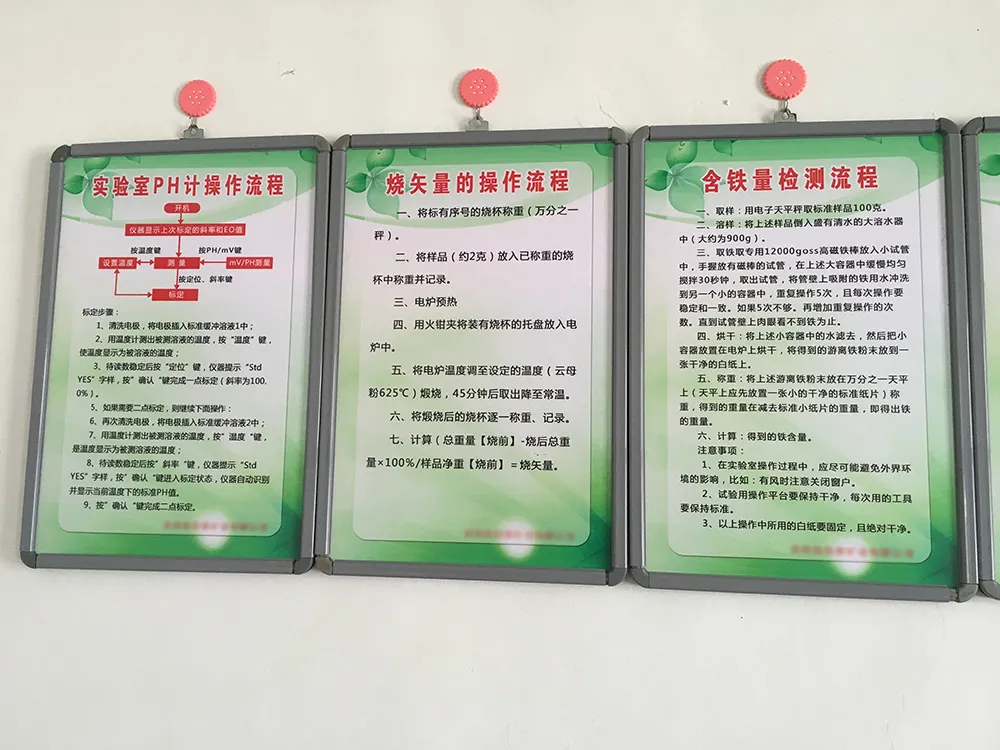 实验室PH计操作流程
开机
仪器显示上次标定的斜率和EO值
按温度键
按PH/mV键
设置温度
测量
mV/PH测量
按定位、斜率键
标定
标定步骤：
1、清洗电极，将电极插入标准缓冲溶液1中；
2、用温度计测出被测溶液的温度，按“温度”键，
使温度显示为被溶液的温度；
3、待读数稳定后按“定位”键，仪器提示“Std
YES”字样，按”确认“键完成一点标定（斜率为100.
0%）。
5、如果需要二点标定，则继续下面操作：
6、再次清洗电极，将电极插入标准缓冲溶液2中；
7、用温度计测出被测溶液的温度，按”温度“键，
是温度显示为被测溶液的温度；
8、待读数稳定后按”斜率“键，仪器提示“Std
YES”字样，按”确认“键进入标定状态，仪器自动识别
并显示当前温度下的标准PH值。
9、按”确认“键完成二点标定。
烧矢量的操作流程
一、将标有序号的烧杯称重（万分之一
秤）。
二、将样品（约2克）放入已称重的烧
杯中称重并记录。
三、电炉预热
四、用火钳夹将装有烧杯的托盘放入电
炉中。
五、将电炉温度调至设定的温度（云母
粉625℃）煅烧，45分钟后取出降至常温。
六、将煅烧后的烧杯逐一称重、记录。
七、计算（总重量【烧前】-烧后总重
量×100%/样品净重【烧前】=烧矢量。
含铁量检测流程
一、取样：用电子天平秤取标准样品100克。
二、溶样：将上述样品倒入盛有清水的大溶水器
中（大约为900g）。
三、取铁取专用12000goss高磁铁棒放入小试管
中，手握放有磁棒的试管，在上述大容器中缓慢均匀
搅拌30秒钟，取出试管，将管壁上吸附的铁用水冲洗
到另一个小的容器中，重复操作5次，且每次操作要
稳定和一致。如果5次不够。再增加重复操作的次
数。直到试管壁上肉眼看不到铁为止。
四、烘干：将上述小容器中的水滤去，然后把小
容器放置在电炉上烘干，将得到的游离铁粉末放到一
张干净的白纸上。
五、称重：将上述游离铁粉末放在万分之一天平
上（天平上应先放置一张小的干净的标准纸片）称
重，得到的重量在减去标准小纸片的重量，即得出铁
的重量。
六、计算：得到的铁含量。
注意事项：
1、在实验室操作过程中，应尽可能避免外界环
境的影响，比如：有风时注意关闭窗户。
2、试验用操作平台要保持干净，每次用的工具
要保持标准。
3、以上操作中所用的白纸要固定，且绝对干净。